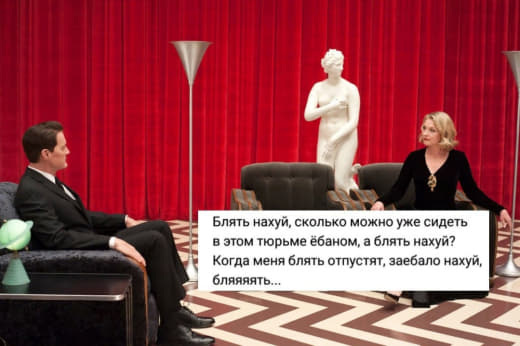 Блять нахуй, сколько можно уже сидеть
в этом тюрьме ёбаном, а блять нахуй?
Когда меня блять отпустят, заебало нахуй,
бляяяять...